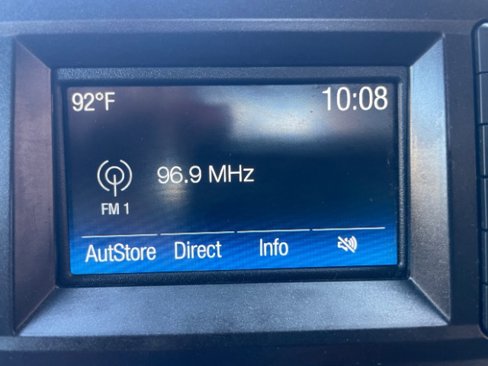 92°F 10:08
96.9 MHz
FM 1
AutStore Direct Info